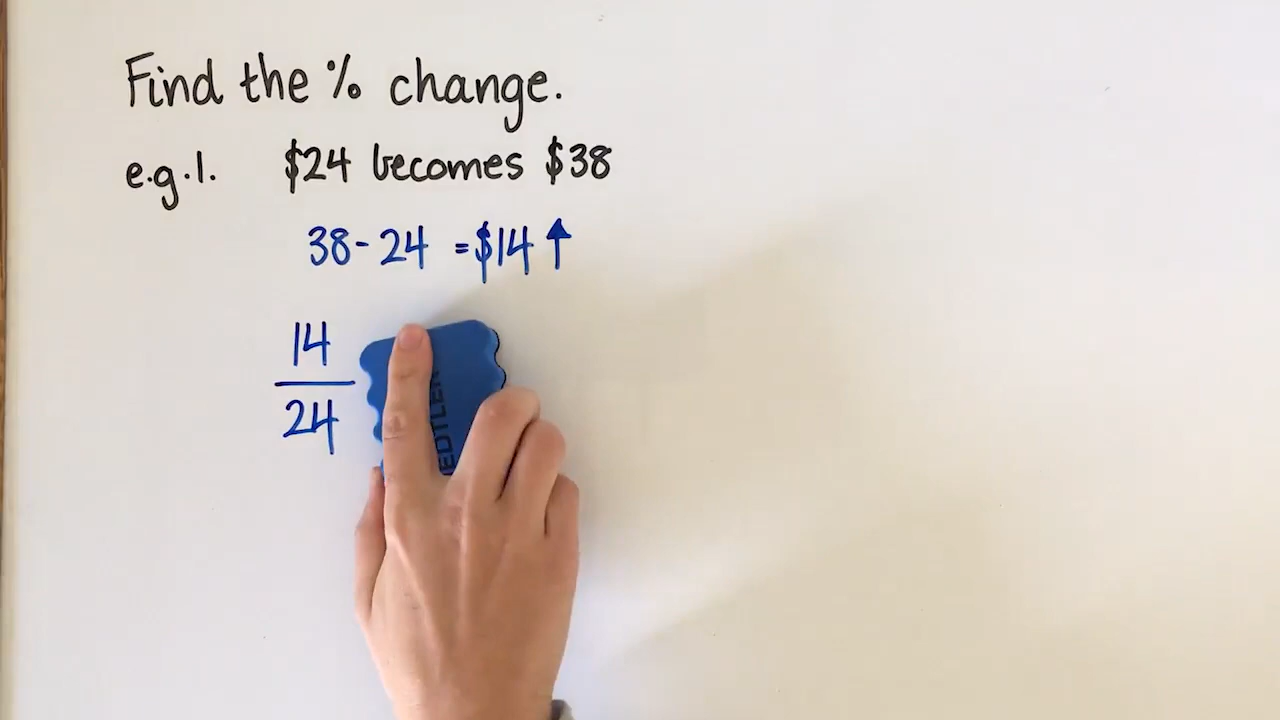 Find the % change.
e.g.1. $24 becomes $38
38-24 =$14↑
14
24